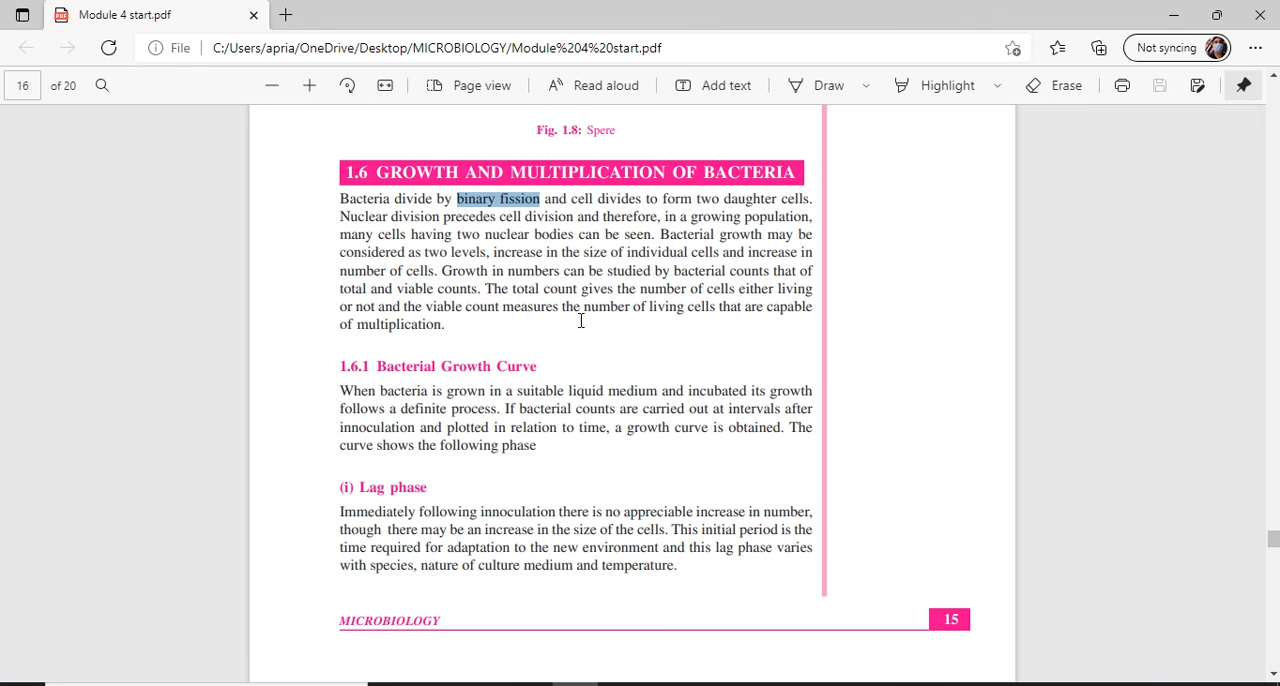 Module 4 start.pdf
File C:/Users/apria/OneDrive/Desktop/MICROBIOLOGY/Module%204%20start.pdf Not syncing
16 of 20 Page view Read aloud Add text Draw Highlight Erase
Fig. 1.8: Spere
1.6 GROWTH AND MULTIPLICATION OF BACTERIA
Bacteria divide by binary fission and cell divides to form two daughter cells.
Nuclear division precedes cell division and therefore, in a growing population,
many cells having two nuclear bodies can be seen. Bacterial growth may be
considered as two levels, increase in the size of individual cells and increase in
number of cells. Growth in numbers can be studied by bacterial counts that of
total and viable counts. The total count gives the number of cells either living
or not and the viable count measures the number of living cells that are capable
of multiplication.
1.6.1 Bacterial Growth Curve
When bacteria is grown in a suitable liquid medium and incubated its growth
follows a definite process. If bacterial counts are carried out at intervals after
innoculation and plotted in relation to time, a growth curve is obtained. The
curve shows the following phase
(i) Lag phase
Immediately following innoculation there is no appreciable increase in number,
though there may be an increase in the size of the cells. This initial period is the
time required for adaptation to the new environment and this lag phase varies
with species, nature of culture medium and temperature.
MICROBIOLOGY 15